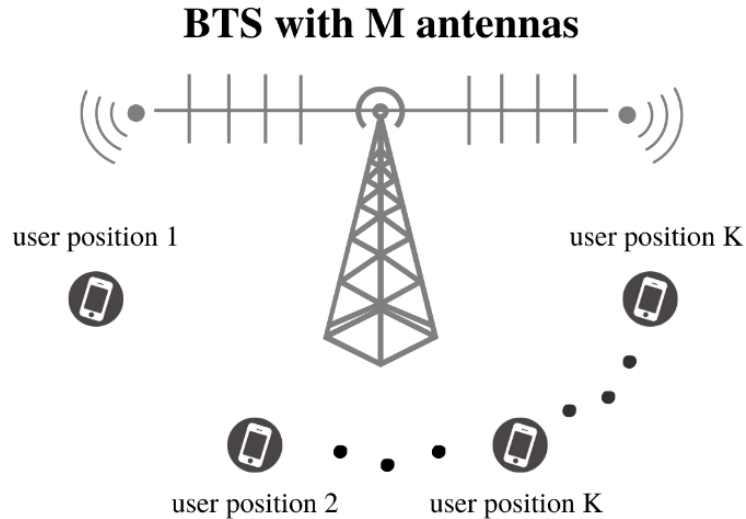 BTS with M antennas
user position 1
user position K
user position 2
user position K